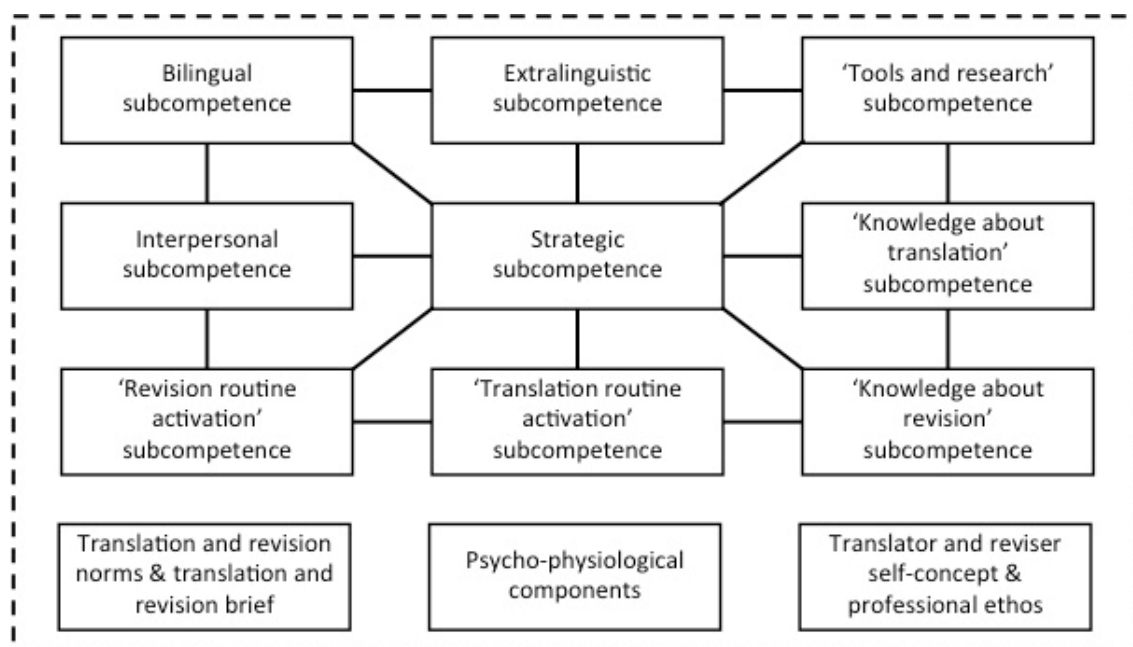 Bilingual
subcompetence
Extralinguistic
subcompetence
‘Tools and research’
subcompetence
Interpersonal
subcompetence
Strategic
subcompetence
‘Knowledge about
translation’
subcompetence
‘Revision routine
activation’
subcompetence
‘Translation routine
activation’
subcompetence
‘Knowledge about
revision’
subcompetence
Translation and revision
norms & translation and
revision brief
Psycho-physiological
components
Translator and reviser
self-concept &
professional ethos